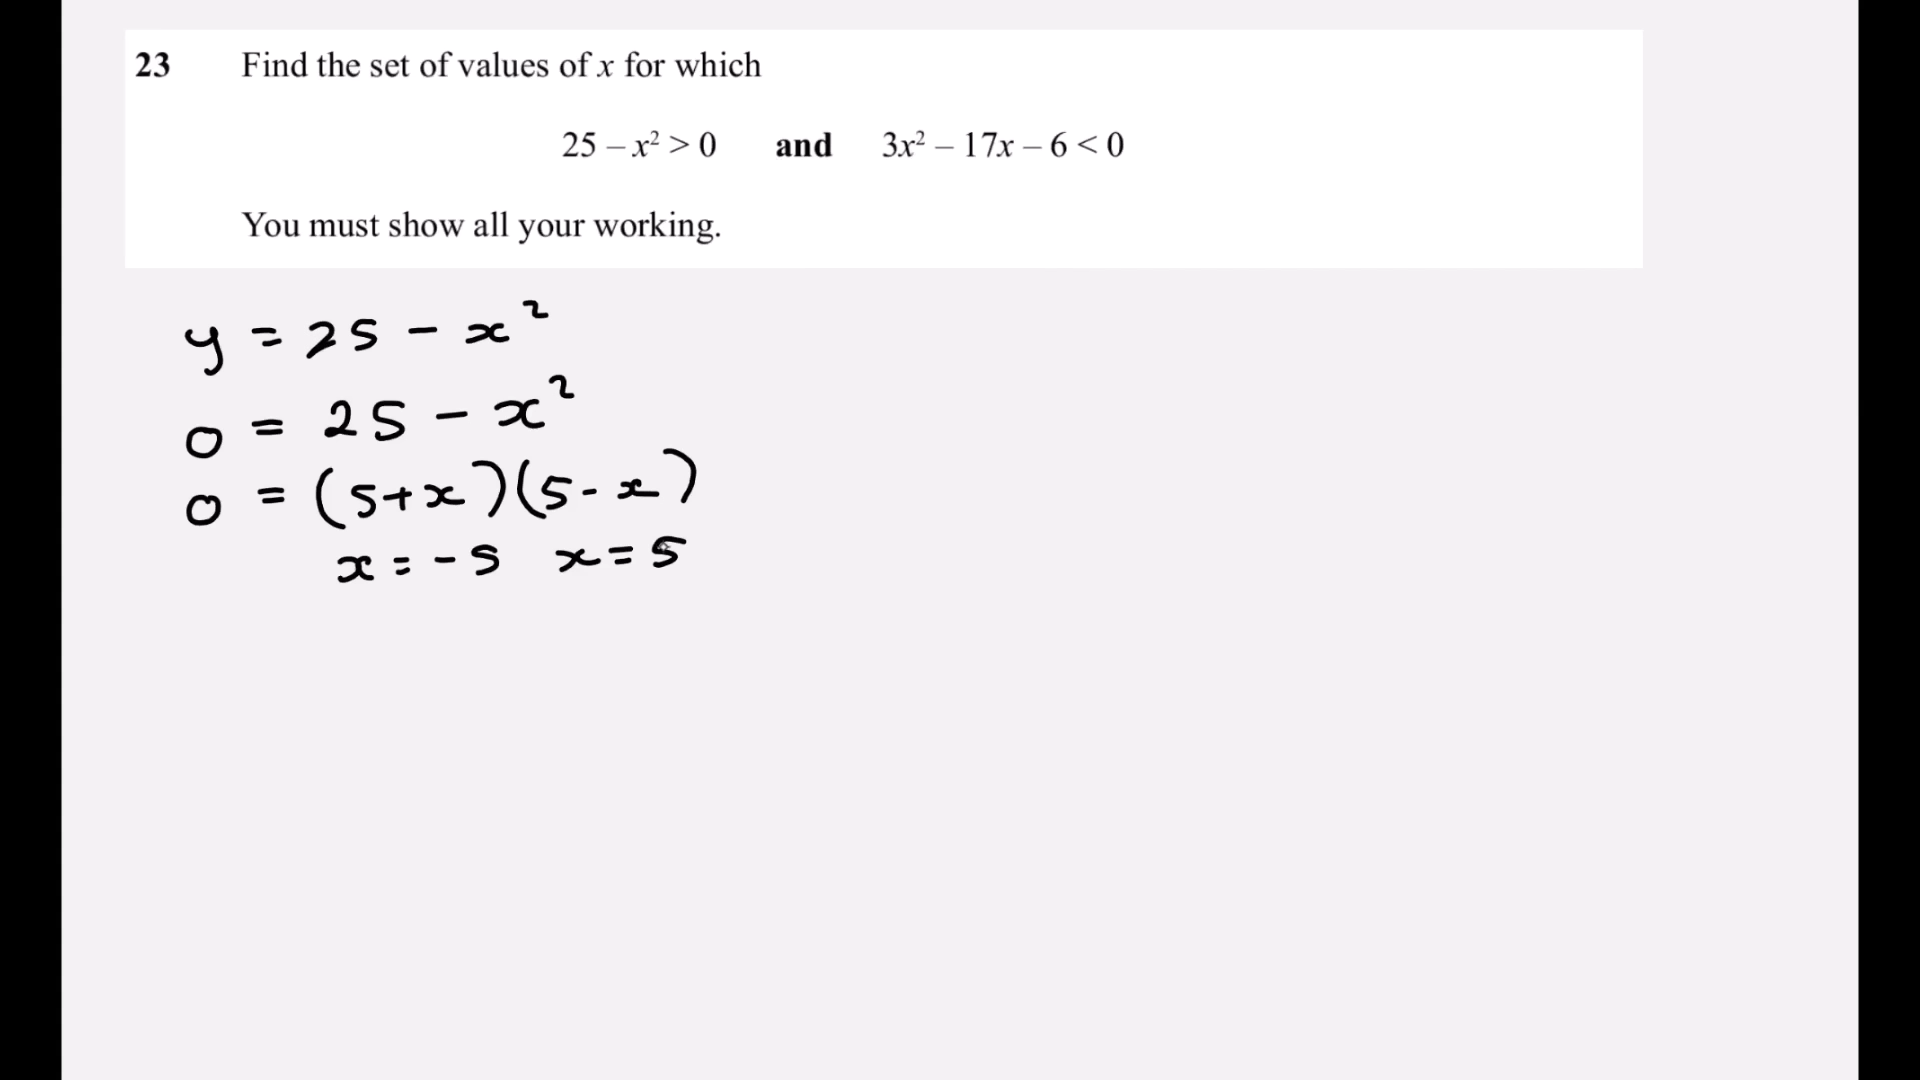 23 Find the set of values of x for which
25 – x² > 0 and 3x² – 17x – 6 < 0
You must show all your working.
y = 25 - x²
0 = 25 - x²
0 = (5+x)(5-x)
x = -5 x = 5